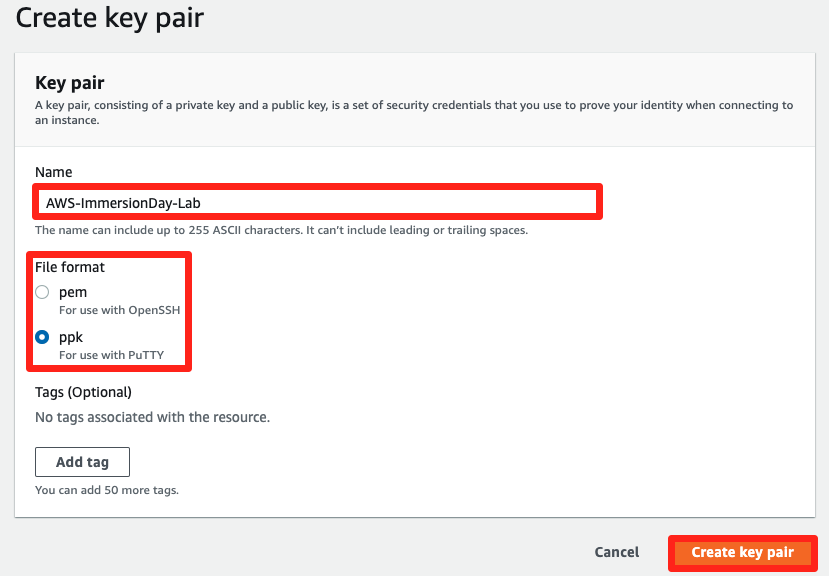 Create key pair
Key pair
A key pair, consisting of a private key and a public key, is a set of security credentials that you use to prove your identity when connecting to
an instance.
Name
AWS-ImmersionDay-Lab
The name can include up to 255 ASCII characters. It can't include leading or trailing spaces.
File format
pem
For use with OpenSSH
ppk
For use with PuTTY
Tags (Optional)
No tags associated with the resource.
Add tag
You can add 50 more tags.
Cancel
Create key pair